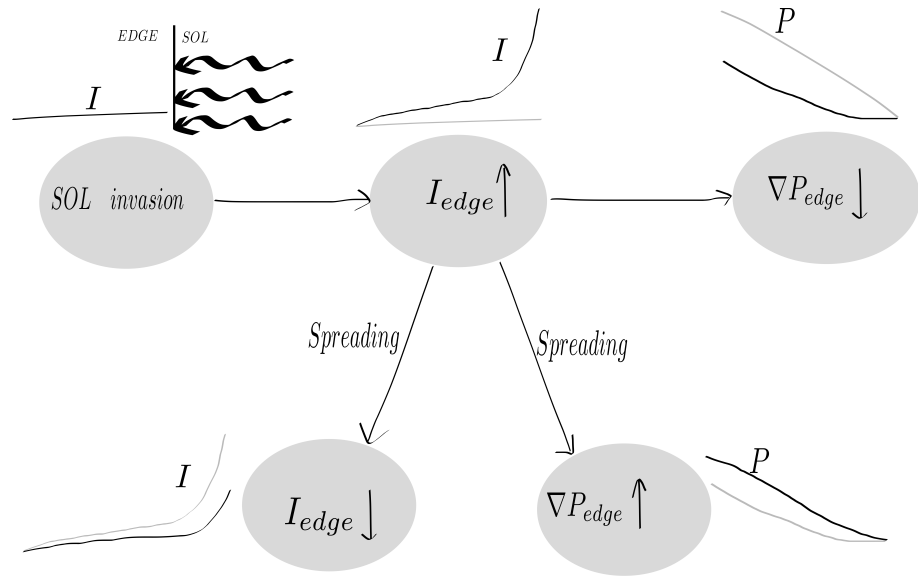 EDGE SOL
I
I
P
SOL invasion
I_edge ↑
∇P_edge ↓
Spreading
Spreading
I
I_edge ↓
∇P_edge ↑
P